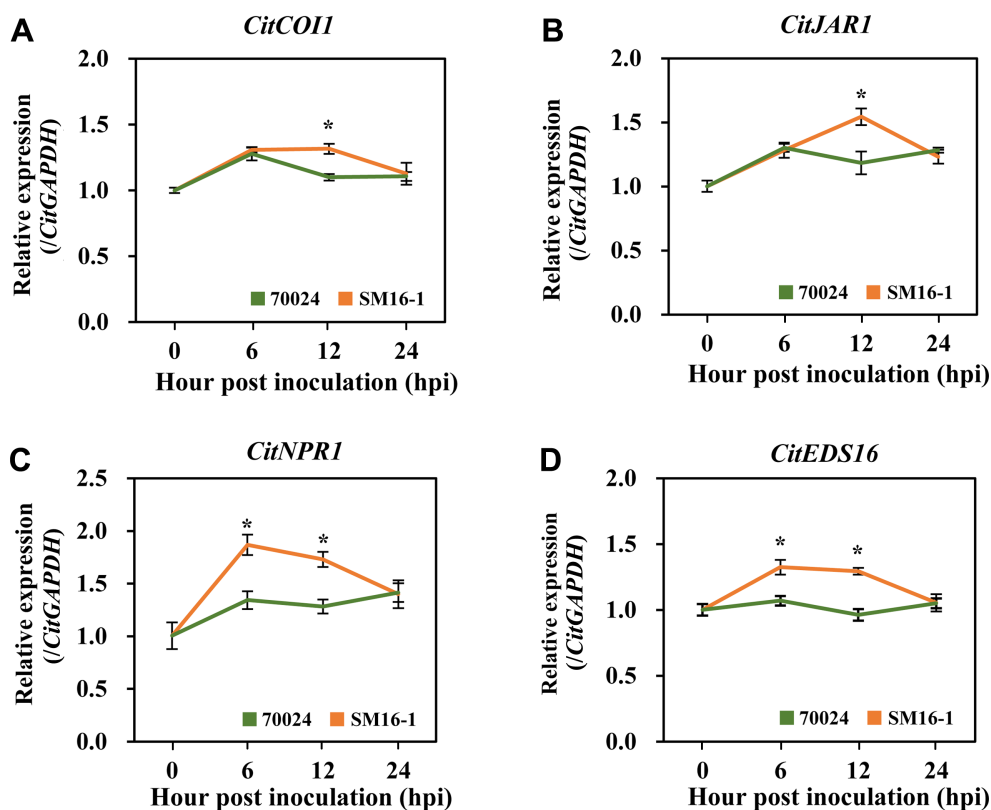 A
CitCOI1
Relative expression
(/CitGAPDH)
2.0
1.5
1.0
0.5
0.0
*
70024
SM16-1
0 6 12 24
Hour post inoculation (hpi)
B
CitJAR1
Relative expression
(/CitGAPDH)
2.0
1.5
1.0
0.5
0.0
*
70024
SM16-1
0 6 12 24
Hour post inoculation (hpi)
C
CitNPR1
Relative expression
(/CitGAPDH)
2.5
2.0
1.5
1.0
0.5
0.0
* *
70024
SM16-1
0 6 12 24
Hour post inoculation (hpi)
D
CitEDS16
Relative expression
(/CitGAPDH)
2.0
1.5
1.0
0.5
0.0
* *
70024
SM16-1
0 6 12 24
Hour post inoculation (hpi)